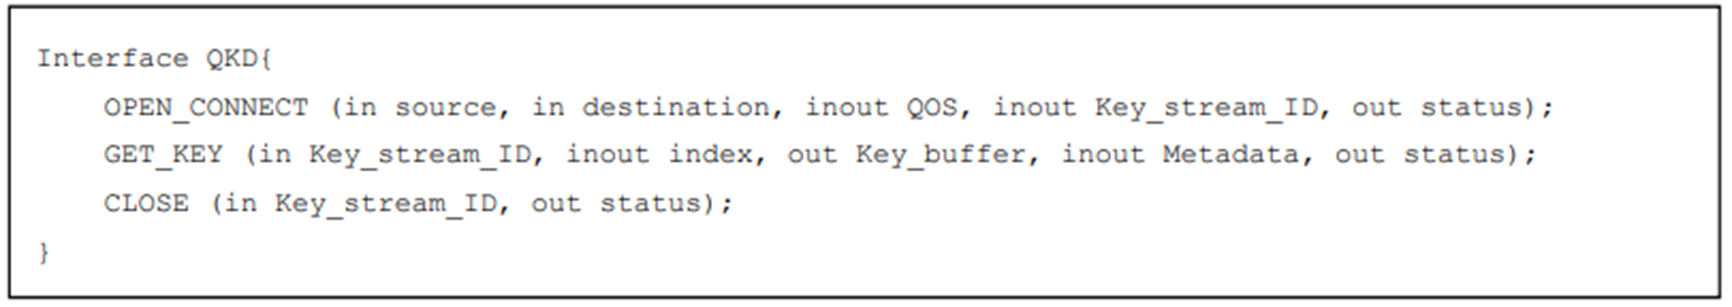 Interface QKD{
OPEN_CONNECT (in source, in destination, inout QOS, inout Key_stream_ID, out status);
GET_KEY (in Key_stream_ID, inout index, out Key_buffer, inout Metadata, out status);
CLOSE (in Key_stream_ID, out status);
}